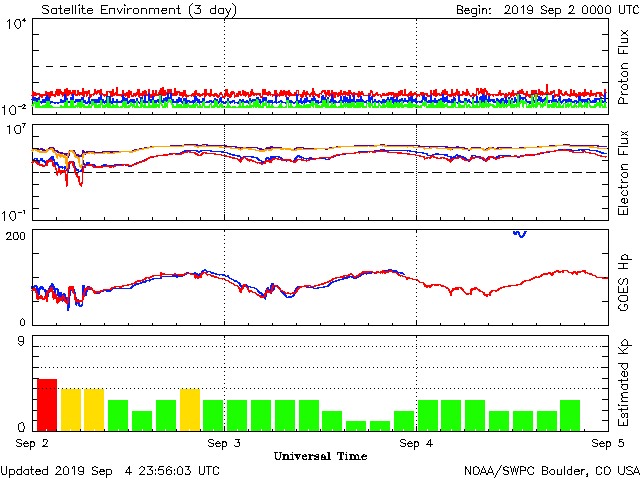 Satellite Environment (3 day)
Begin: 2019 Sep 2 0000 UTC
10^4
10^-2
Proton Flux
10^7
10^-1
Electron Flux
200
0
GOES Hp
9
0
Estimated Kp
Sep 2 Sep 3 Sep 4 Sep 5
Universal Time
Updated 2019 Sep 4 23:56:03 UTC
NOAA/SWPC Boulder, CO USA